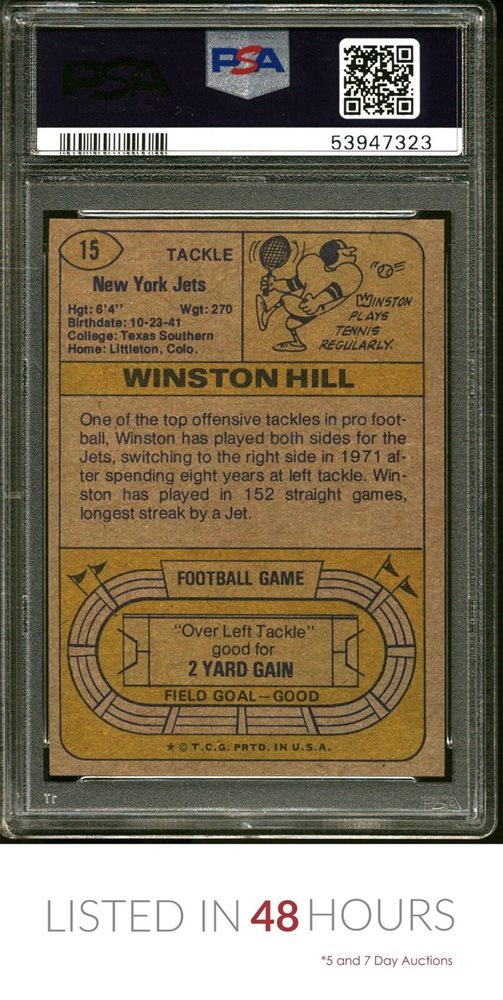 PSA
PSA
53947323
15
TACKLE
New York Jets
Hgt: 6'4"
Wgt: 270
Birthdate: 10-23-41
College: Texas Southern
Home: Littleton, Colo.
WINSTON
PLAYS
TENNIS
REGULARLY.
WINSTON HILL
One of the top offensive tackles in pro foot-
ball, Winston has played both sides for the
Jets, switching to the right side in 1971 af-
ter spending eight years at left tackle. Win-
ston has played in 152 straight games,
longest streak by a Jet.
FOOTBALL GAME
"Over Left Tackle"
good for
2 YARD GAIN
FIELD GOAL—GOOD
* © T.C.G. PRTD. IN U.S.A.
PSA
LISTED IN 48 HOURS
*5 and 7 Day Auctions